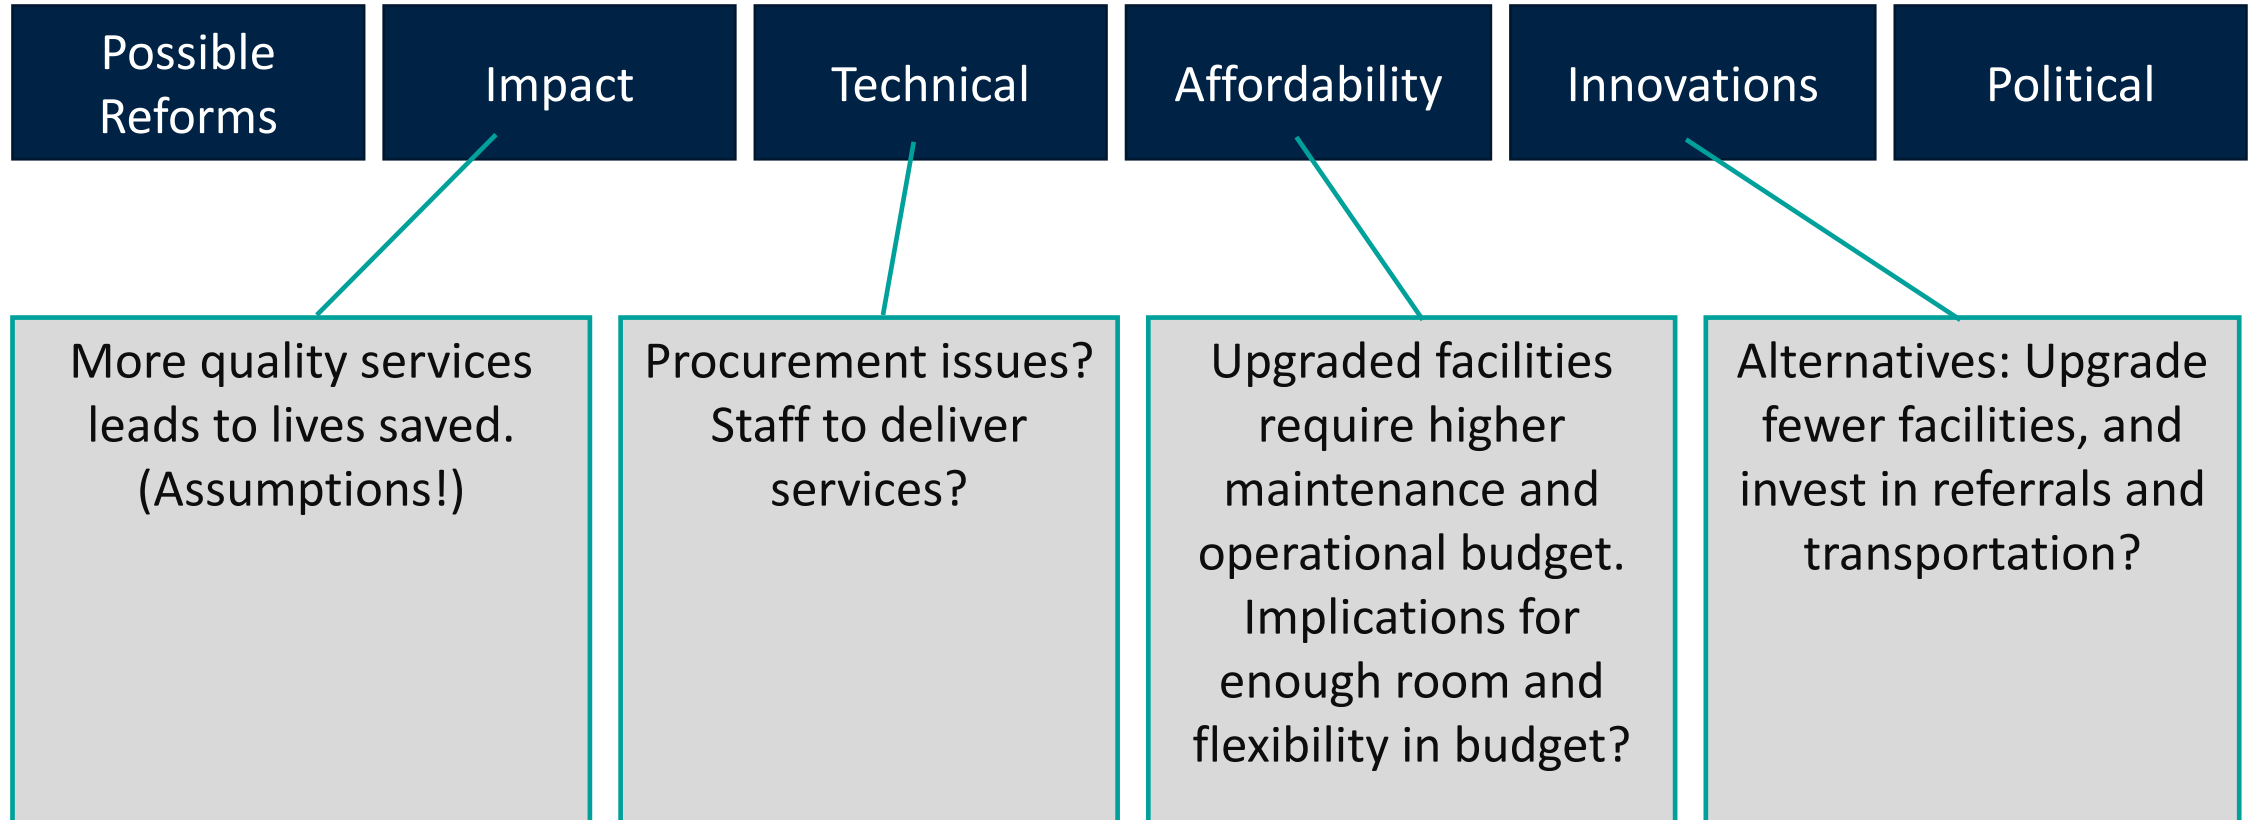 Possible
Reforms
Impact
Technical
Affordability
Innovations
Political
More quality services
leads to lives saved.
(Assumptions!)
Procurement issues?
Staff to deliver
services?
Upgraded facilities
require higher
maintenance and
operational budget.
Implications for
enough room and
flexibility in budget?
Alternatives: Upgrade
fewer facilities, and
invest in referrals and
transportation?